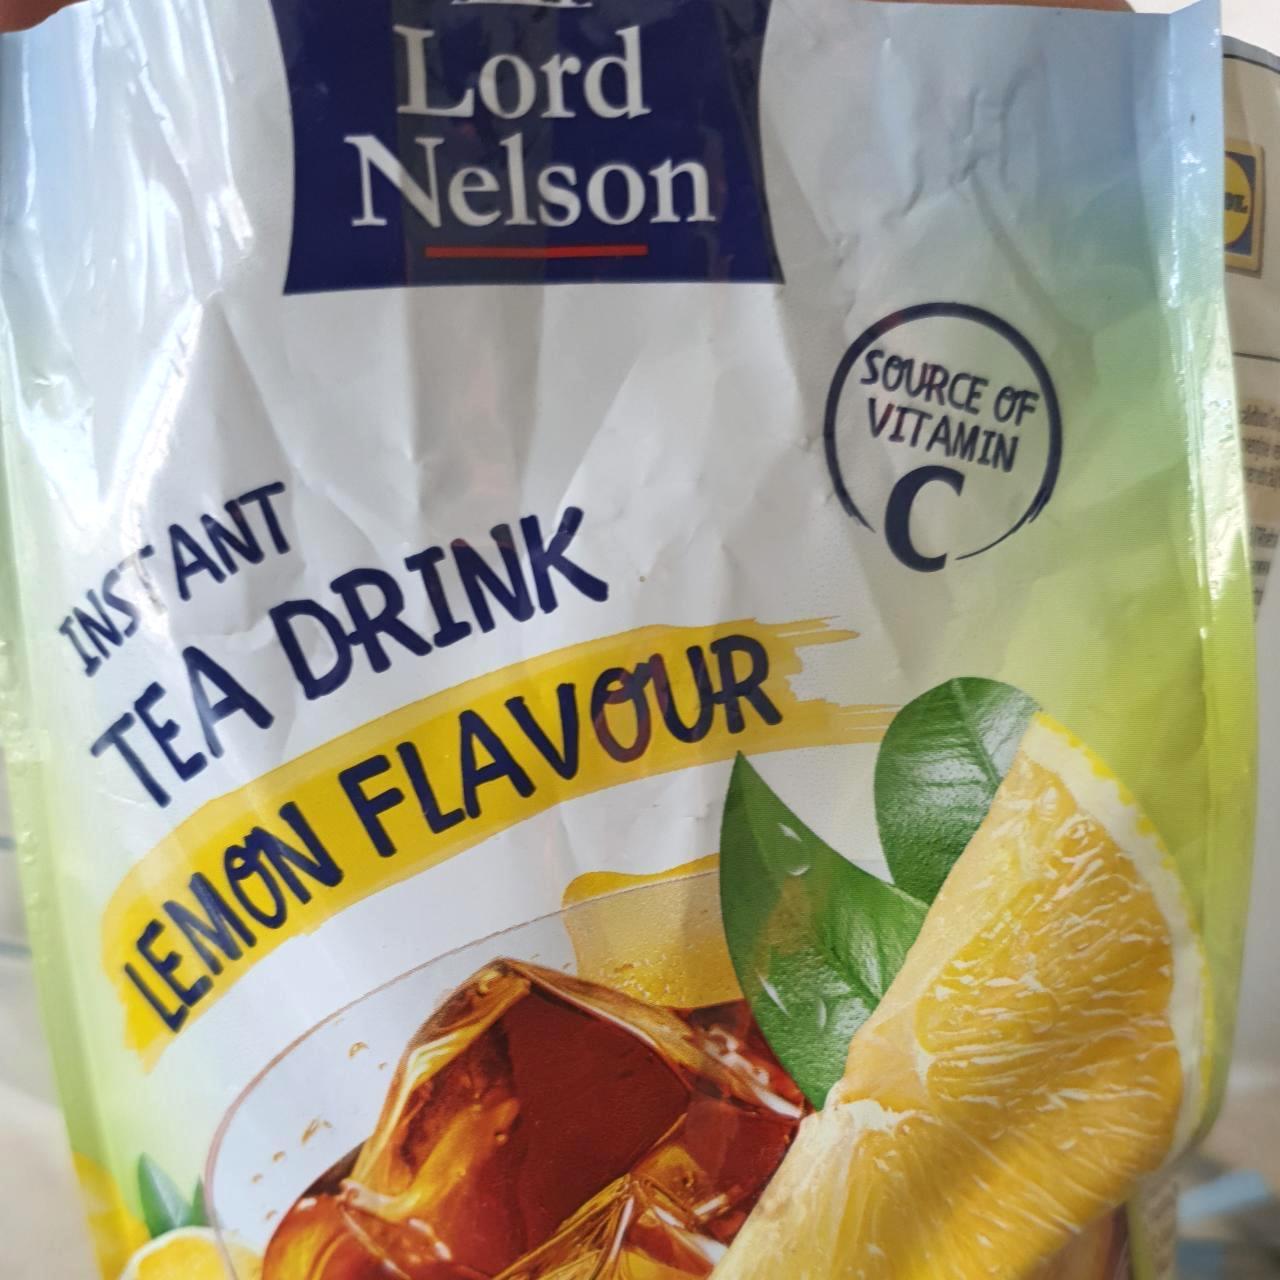 Lord
Nelson
SOURCE OF
VITAMIN
C
INSTANT
TEA DRINK
LEMON FLAVOUR